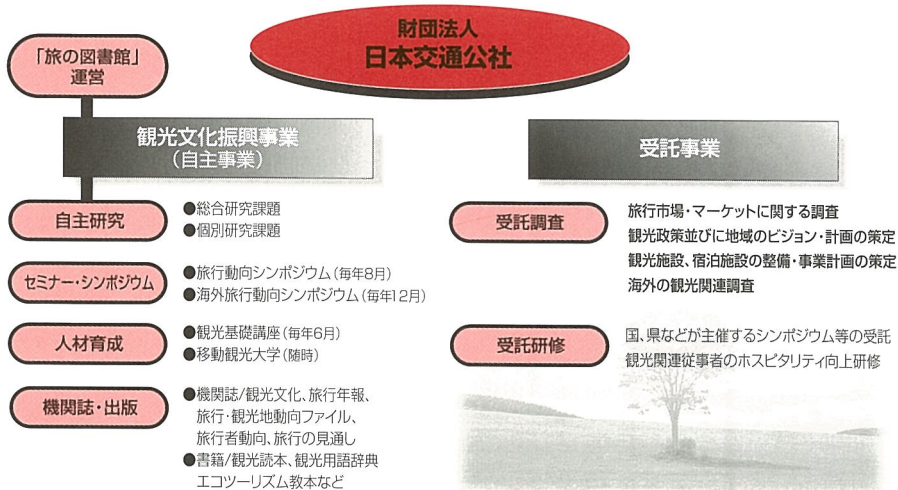 財団法人
日本交通公社
「旅の図書館」
運営
観光文化振興事業
（自主事業）
自主研究
●総合研究課題
●個別研究課題
セミナー・シンポジウム
●旅行動向シンポジウム（毎年8月）
●海外旅行動向シンポジウム（毎年12月）
人材育成
●観光基礎講座（毎年6月）
●移動観光大学（随時）
機関誌・出版
●機関誌/観光文化、旅行年報、
旅行・観光地動向ファイル、
旅行者動向、旅行の見通し
●書籍/観光読本、観光用語辞典
エコツーリズム教本など
受託事業
受託調査
旅行市場・マーケットに関する調査
観光政策並びに地域のビジョン・計画の策定
観光施設、宿泊施設の整備・事業計画の策定
海外の観光関連調査
受託研修
国、県などが主催するシンポジウム等の受託
観光関連従事者のホスピタリティ向上研修